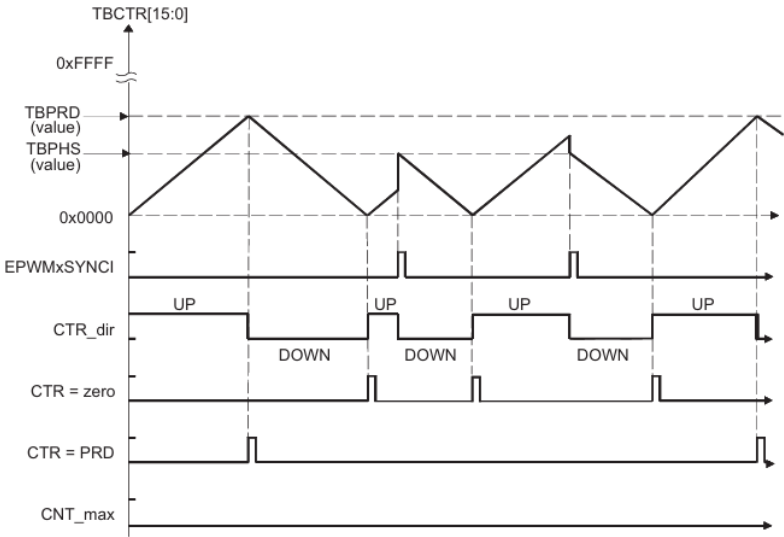 TBCTR[15:0]
0xFFFF
TBPRD
(value)
TBPHS
(value)
0x0000
EPWMxSYNCI
UP UP UP UP
CTR_dir
DOWN DOWN DOWN
CTR = zero
CTR = PRD
CNT_max